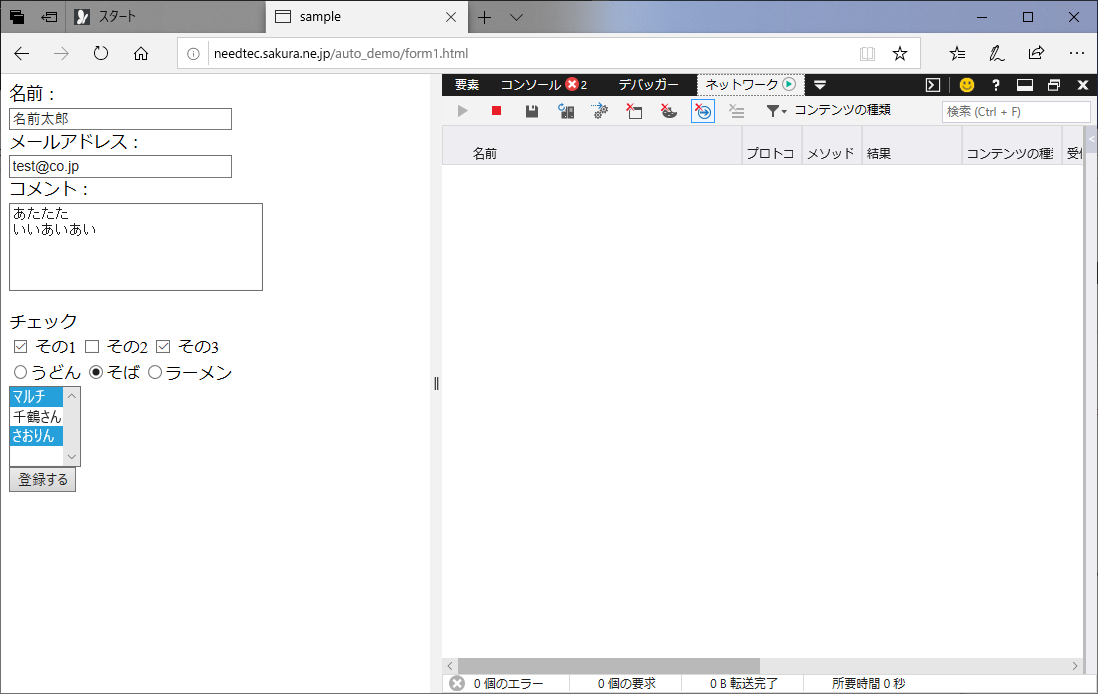 スタート
sample
needtec.sakura.ne.jp/auto_demo/form1.html
名前：
名前太郎
メールアドレス：
test@co.jp
コメント：
あたたた
いいあいあい
チェック
その1 その2 その3
うどん そば ラーメン
マルチ
千鶴さん
さおりん
登録する
要素 コンソール 2 デバッガー ネットワーク ?
コンテンツの種類 検索 (Ctrl + F)
名前 プロトコ メソッド 結果 コンテンツの種 受
<
0 個のエラー 0 個の要求 0 B 転送完了 所要時間 0 秒